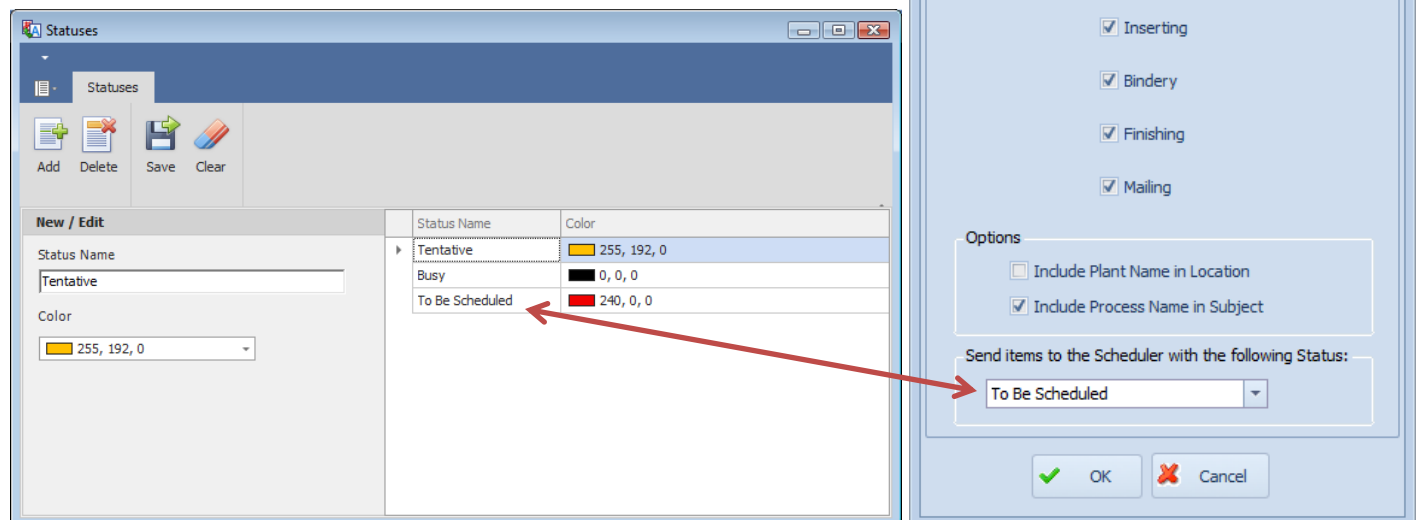 Statuses
Statuses
Add Delete Save Clear
New / Edit
Status Name
Tentative
Color
255, 192, 0
Status Name Color
Tentative 255, 192, 0
Busy 0, 0, 0
To Be Scheduled 240, 0, 0
Inserting
Bindery
Finishing
Mailing
Options
Include Plant Name in Location
Include Process Name in Subject
Send items to the Scheduler with the following Status:
To Be Scheduled
OK Cancel